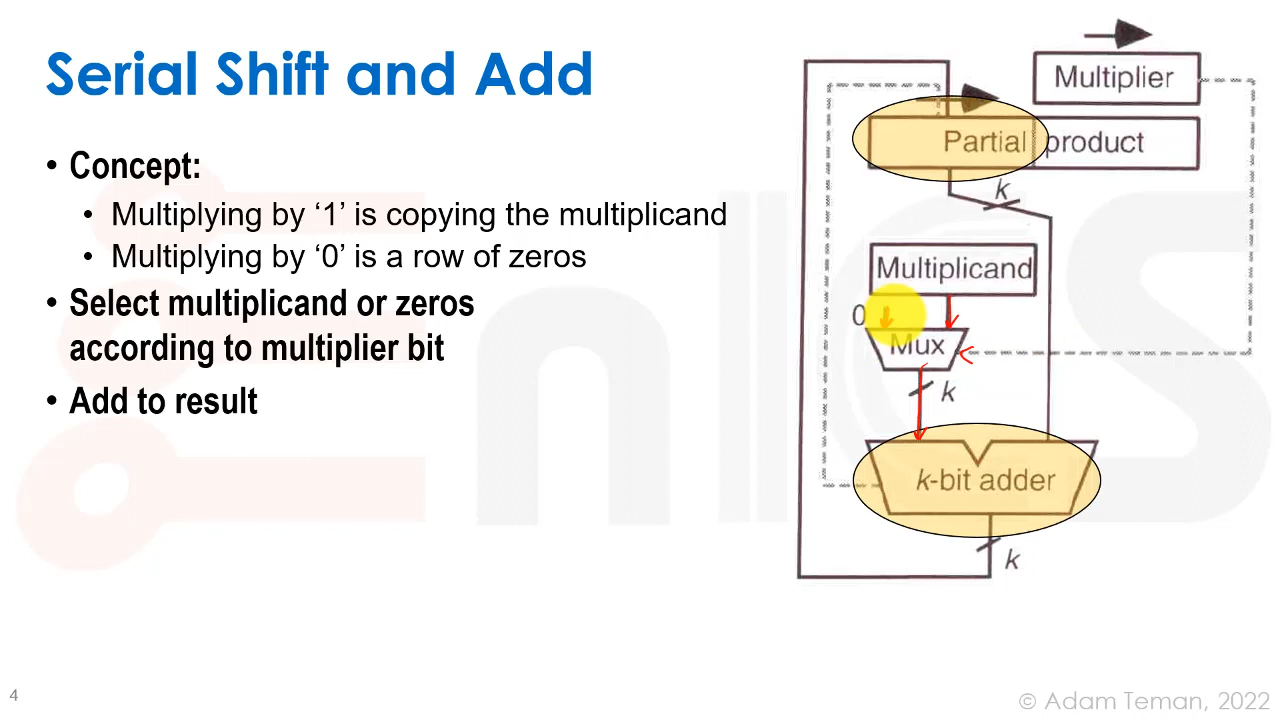 Serial Shift and Add
• Concept:
• Multiplying by ‘1’ is copying the multiplicand
• Multiplying by ‘0’ is a row of zeros
• Select multiplicand or zeros
according to multiplier bit
• Add to result
Multiplier
Partial product
k
Multiplicand
0
Mux
k
k-bit adder
k
enICS
4
© Adam Teman, 2022